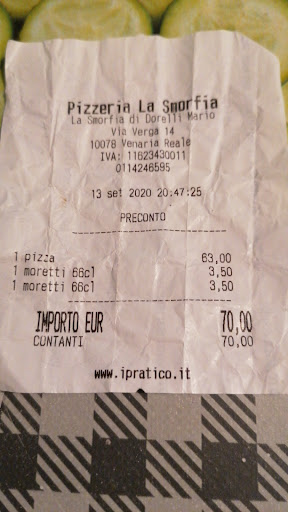 Pizzeria La Smorfia
La Smorfia di Dorelli Mario
Via Verga 14
10078 Venaria Reale
IVA: 11623430011
0114246595
13 set 2020 20:47:25
PRECONTO
1 pizza 63,00
1 moretti 66cl 3,50
1 moretti 66cl 3,50
IMPORTO EUR 70,00
CONTANTI 70,00
www.ipratico.it